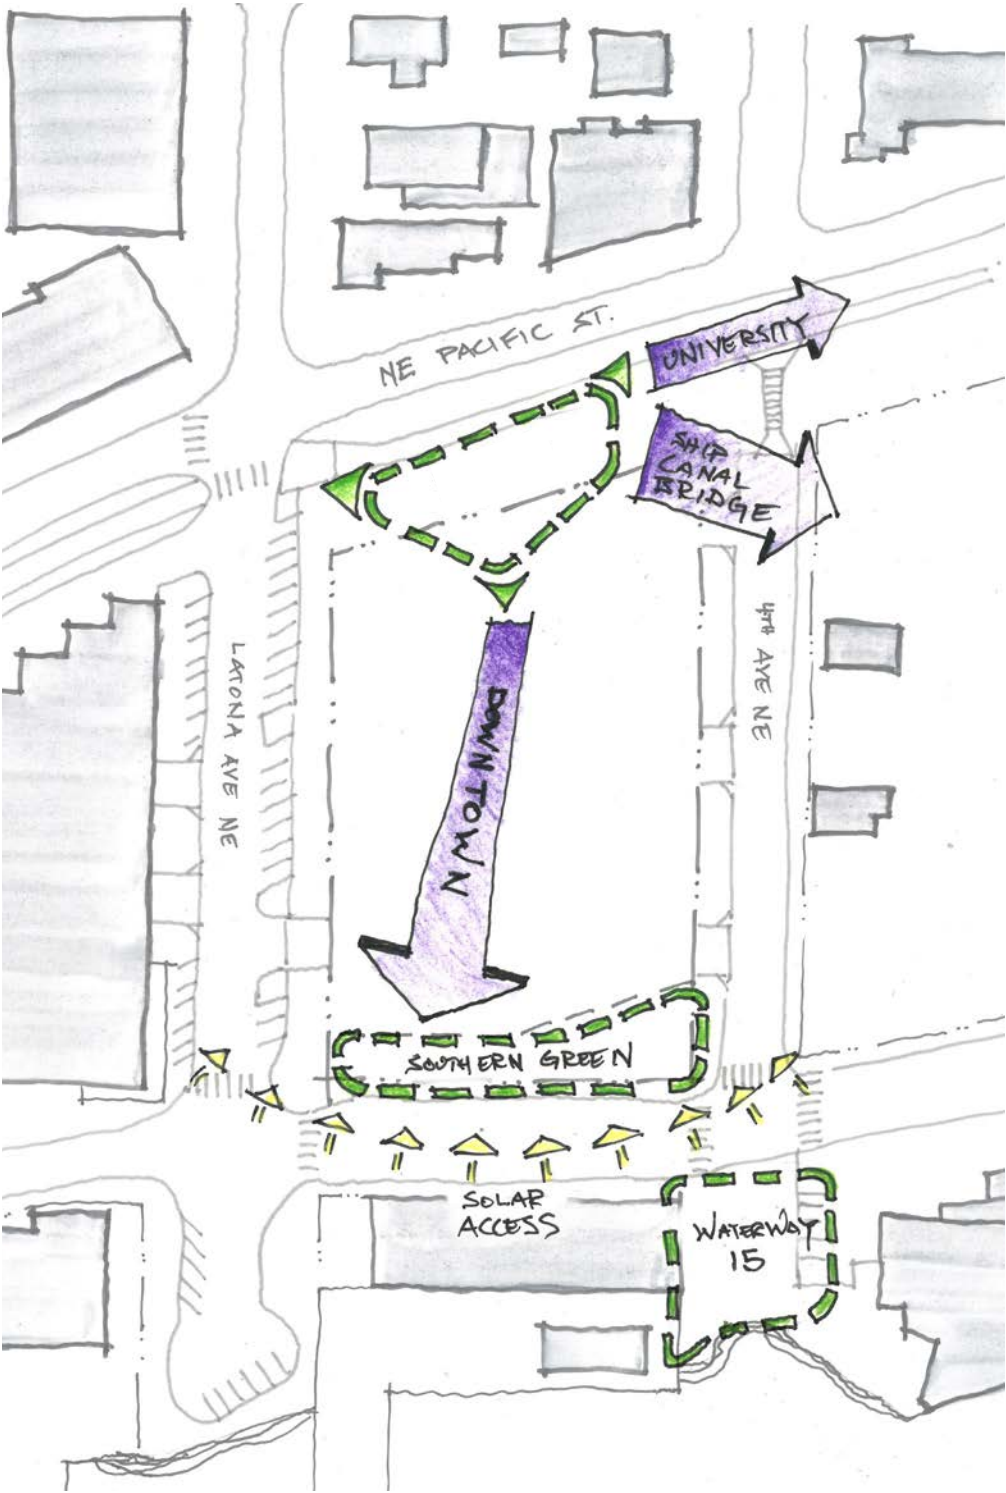 NE PACIFIC ST.
UNIVERSITY
SHIP
CANAL
BRIDGE
LATONA AVE NE
4TH AVE NE
DOWNTOWN
SOUTHERN GREEN
SOLAR
ACCESS
WATERWAY
15